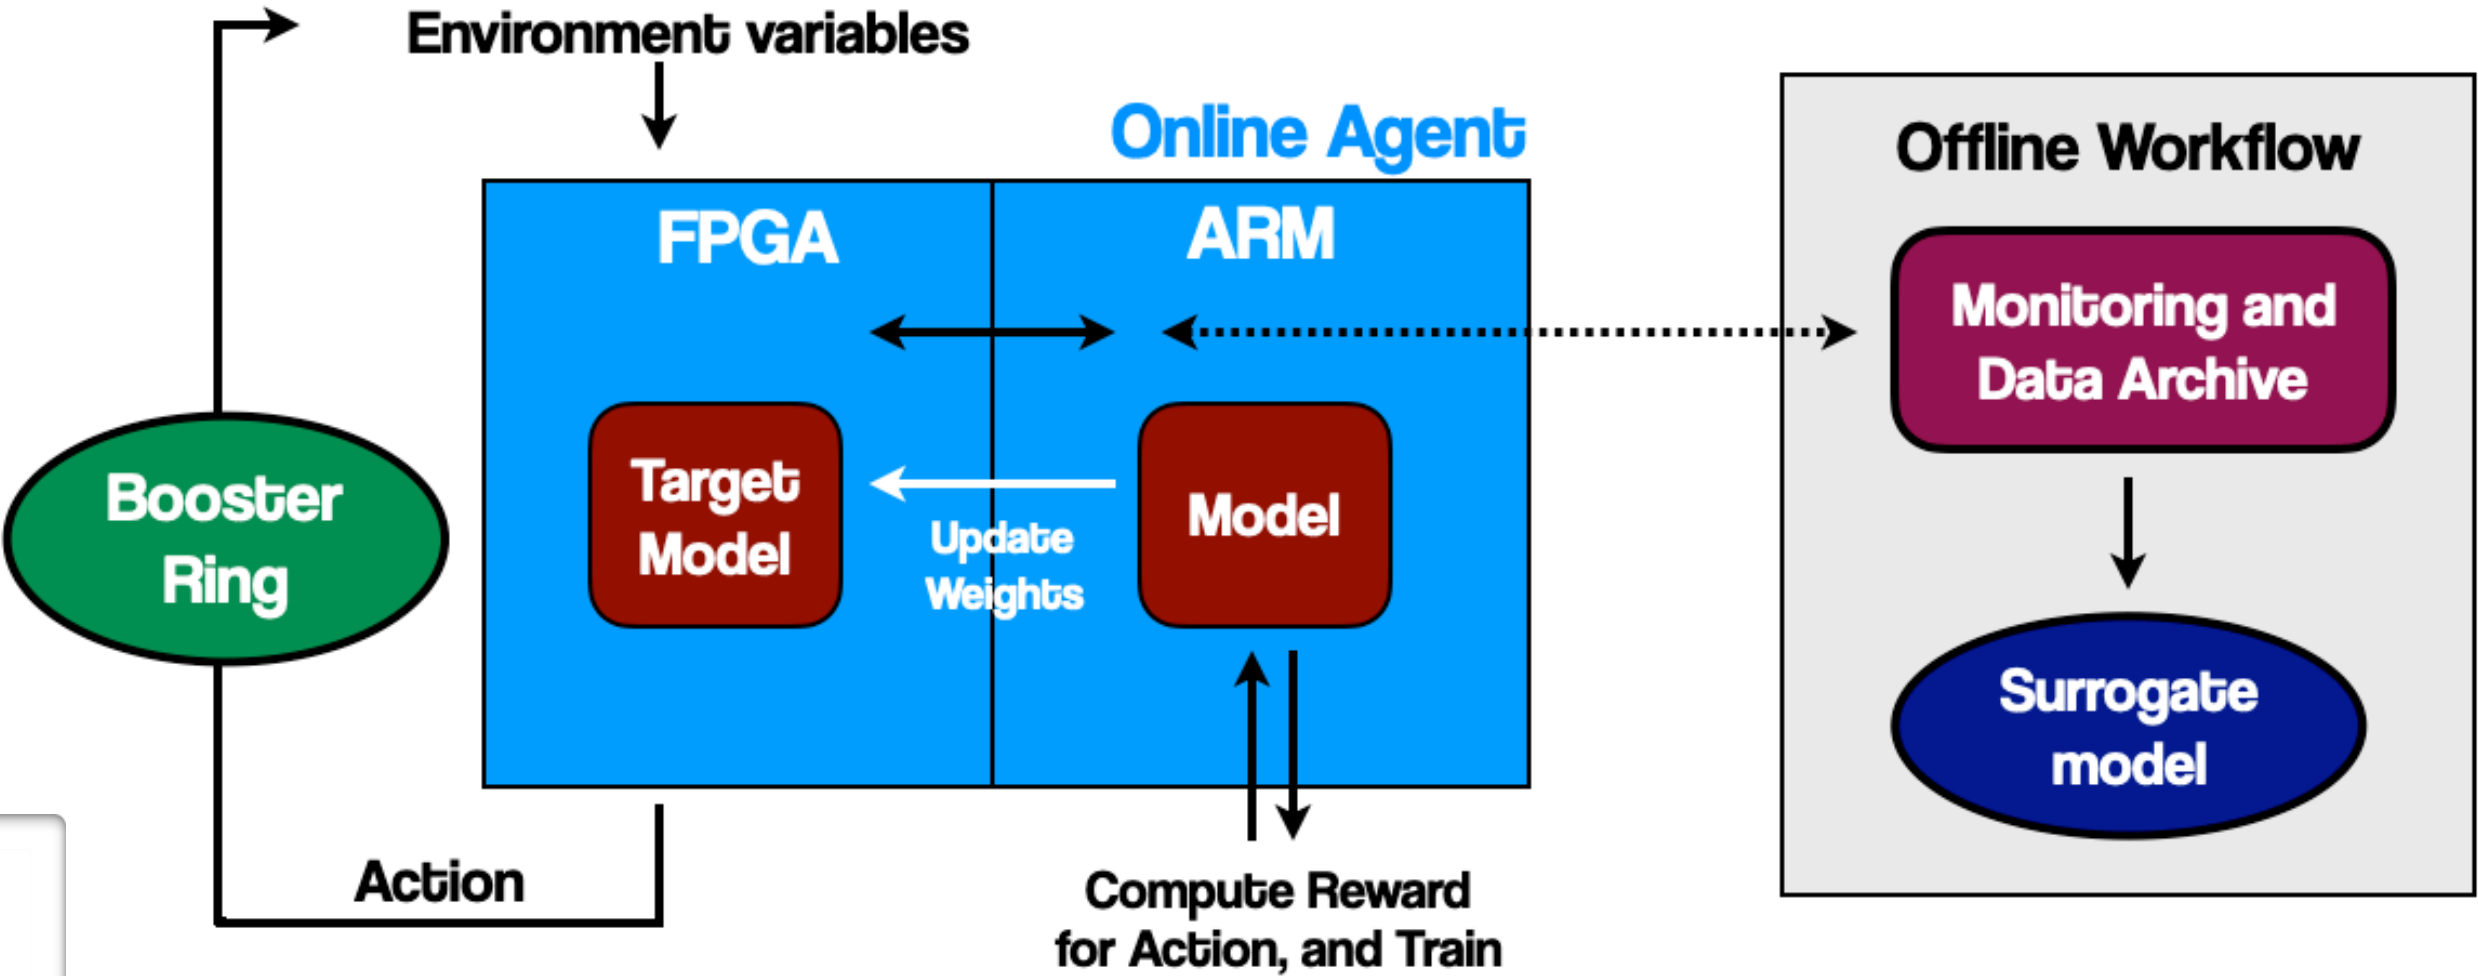 Environment variables
Online Agent
FPGA
ARM
Target
Model
Update
Weights
Model
Booster
Ring
Action
Compute Reward
for Action, and Train
Offline Workflow
Monitoring and
Data Archive
Surrogate
model